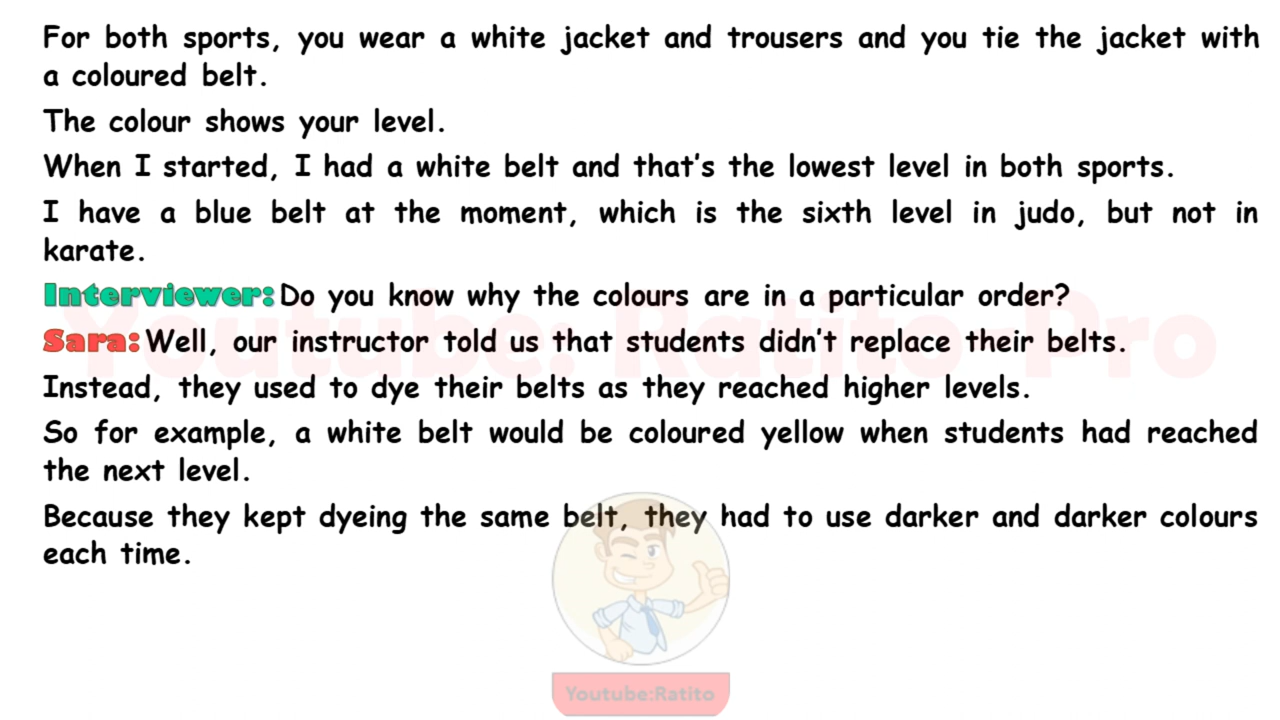 For both sports, you wear a white jacket and trousers and you tie the jacket with
a coloured belt.
The colour shows your level.
When I started, I had a white belt and that's the lowest level in both sports.
I have a blue belt at the moment, which is the sixth level in judo, but not in
karate.
Interviewer: Do you know why the colours are in a particular order?
Youtube: Ratito-Pro
Sara: Well, our instructor told us that students didn't replace their belts.
Instead, they used to dye their belts as they reached higher levels.
So for example, a white belt would be coloured yellow when students had reached
the next level.
Because they kept dyeing the same belt, they had to use darker and darker colours
each time.
Youtube:Ratito